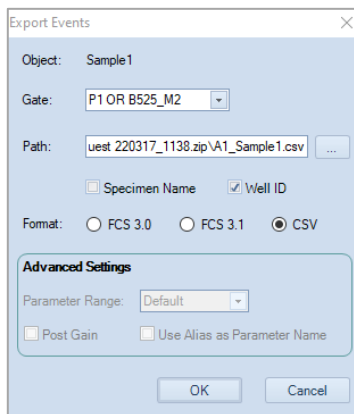 Export Events
Object: Sample1
Gate: P1 OR B525_M2
Path: uest 220317_1138.zip\A1_Sample1.csv ...
Specimen Name Well ID
Format: FCS 3.0 FCS 3.1 CSV
Advanced Settings
Parameter Range: Default
Post Gain Use Alias as Parameter Name
OK Cancel